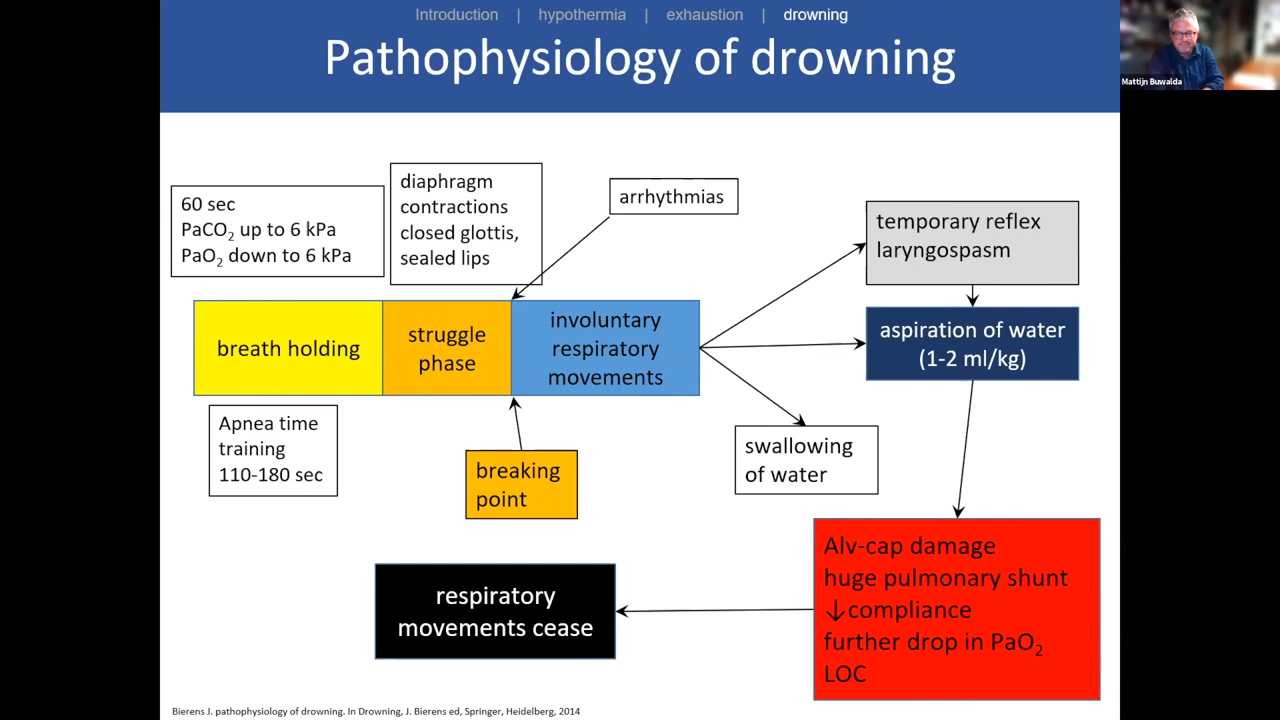 Introduction | hypothermia | exhaustion | drowning
Pathophysiology of drowning
Mattijn Buwalda
60 sec
PaCO₂ up to 6 kPa
PaO₂ down to 6 kPa
diaphragm
contractions
closed glottis,
sealed lips
arrhythmias
temporary reflex
laryngospasm
breath holding
struggle
phase
involuntary
respiratory
movements
aspiration of water
(1-2 ml/kg)
Apnea time
training
110-180 sec
breaking
point
swallowing
of water
Alv-cap damage
huge pulmonary shunt
↓compliance
further drop in PaO₂
LOC
respiratory
movements cease
Bierens J. pathophysiology of drowning. In Drowning, J. Bierens ed, Springer, Heidelberg, 2014